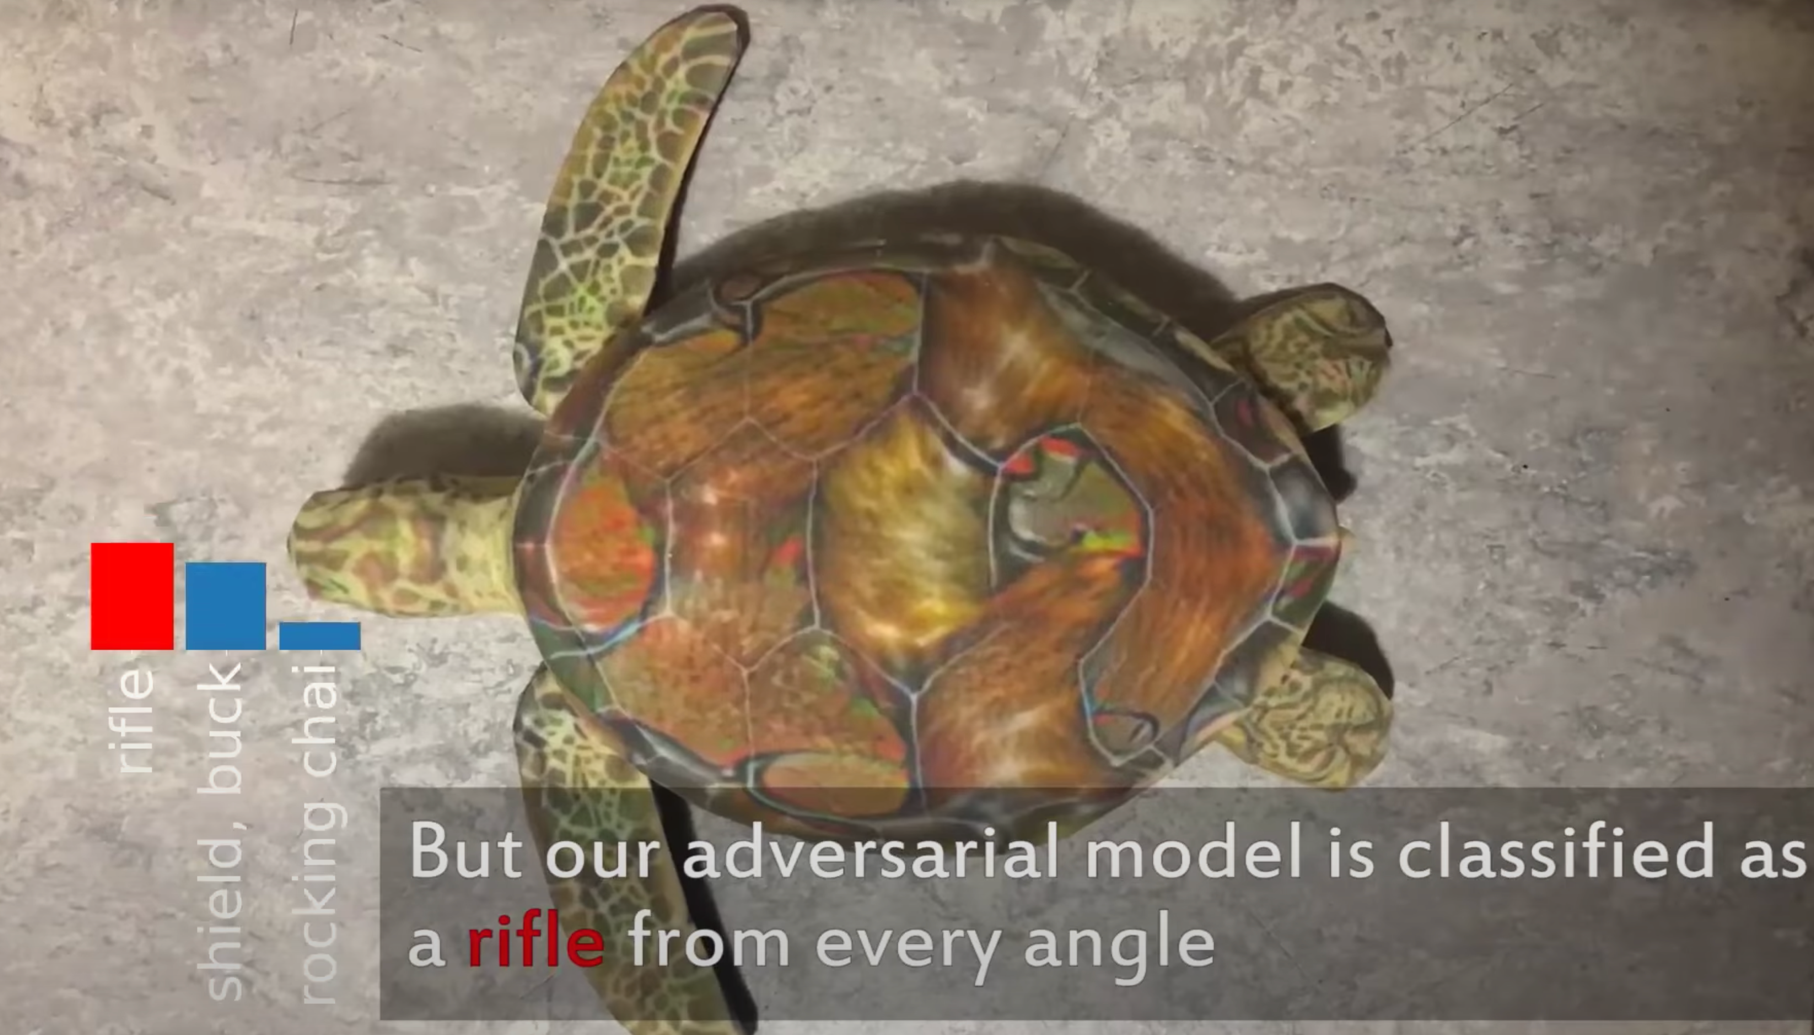 rifle
shield, buck
rocking chai
But our adversarial model is classified as
a rifle from every angle